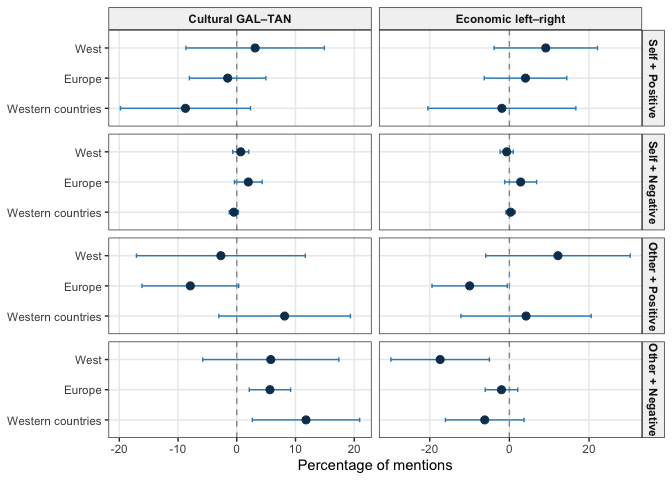 Cultural GAL–TAN
Economic left–right
West
Europe
Western countries
Self + Positive
West
Europe
Western countries
Self + Negative
West
Europe
Western countries
Other + Positive
West
Europe
Western countries
Other + Negative
-20 -10 0 10 20
-20 0 20
Percentage of mentions